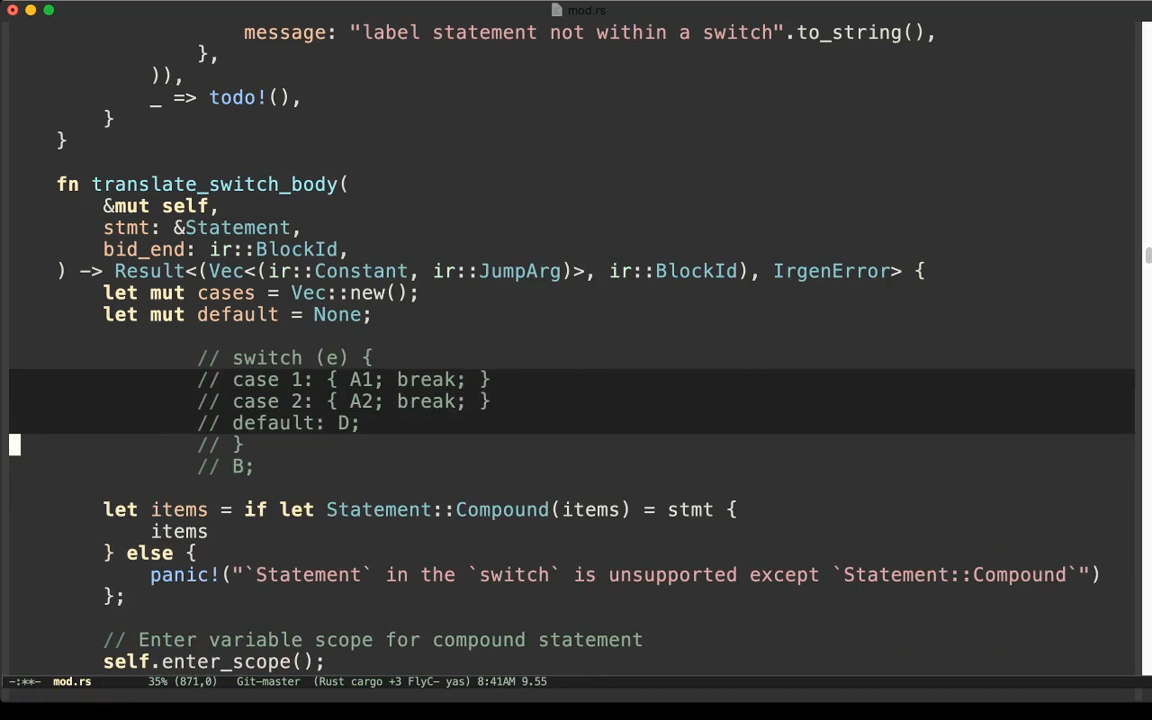 mod.rs
message: "label statement not within a switch".to_string(),
},
)),
_ => todo!(),
}
}
fn translate_switch_body(
&mut self,
stmt: &Statement,
bid_end: ir::BlockId,
) -> Result<(Vec<(ir::Constant, ir::JumpArg)>, ir::BlockId), IrgenError> {
let mut cases = Vec::new();
let mut default = None;
// switch (e) {
// case 1: { A1; break; }
// case 2: { A2; break; }
// default: D;
// }
// B;
let items = if let Statement::Compound(items) = stmt {
items
} else {
panic!("`Statement` in the `switch` is unsupported except `Statement::Compound`")
};
// Enter variable scope for compound statement
self.enter_scope();
-:**- mod.rs 35% (871,0) Git-master (Rust cargo +3 FlyC- yas) 8:41AM 9.55